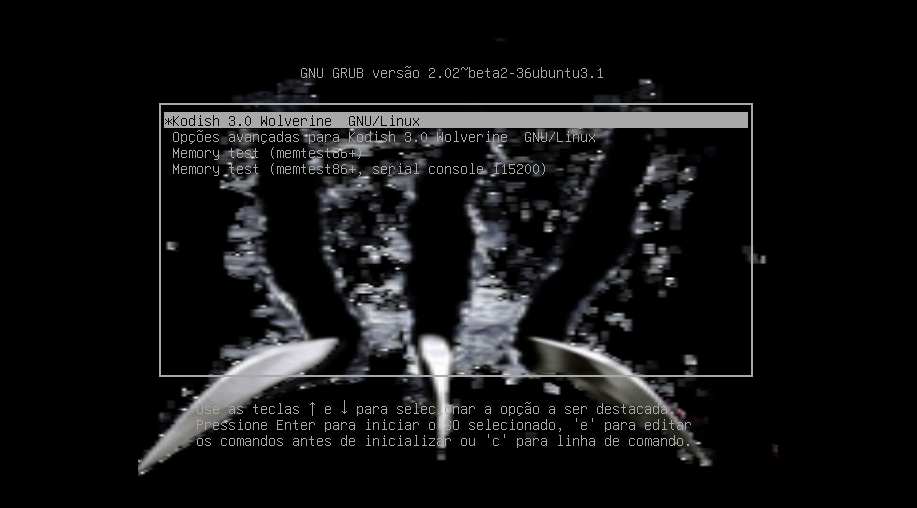 GNU GRUB versão 2.02~beta2-36ubuntu3.1
*Kodish 3.0 Wolverine  GNU/Linux
Opções avançadas para Kodish 3.0 Wolverine  GNU/Linux
Memory test (memtest86+)
Memory test (memtest86+, serial console 115200)
Use as teclas ↑ e ↓ para selecionar a opção a ser destacada.
Pressione Enter para iniciar o SO selecionado, 'e' para editar
os comandos antes de inicializar ou 'c' para linha de comando.